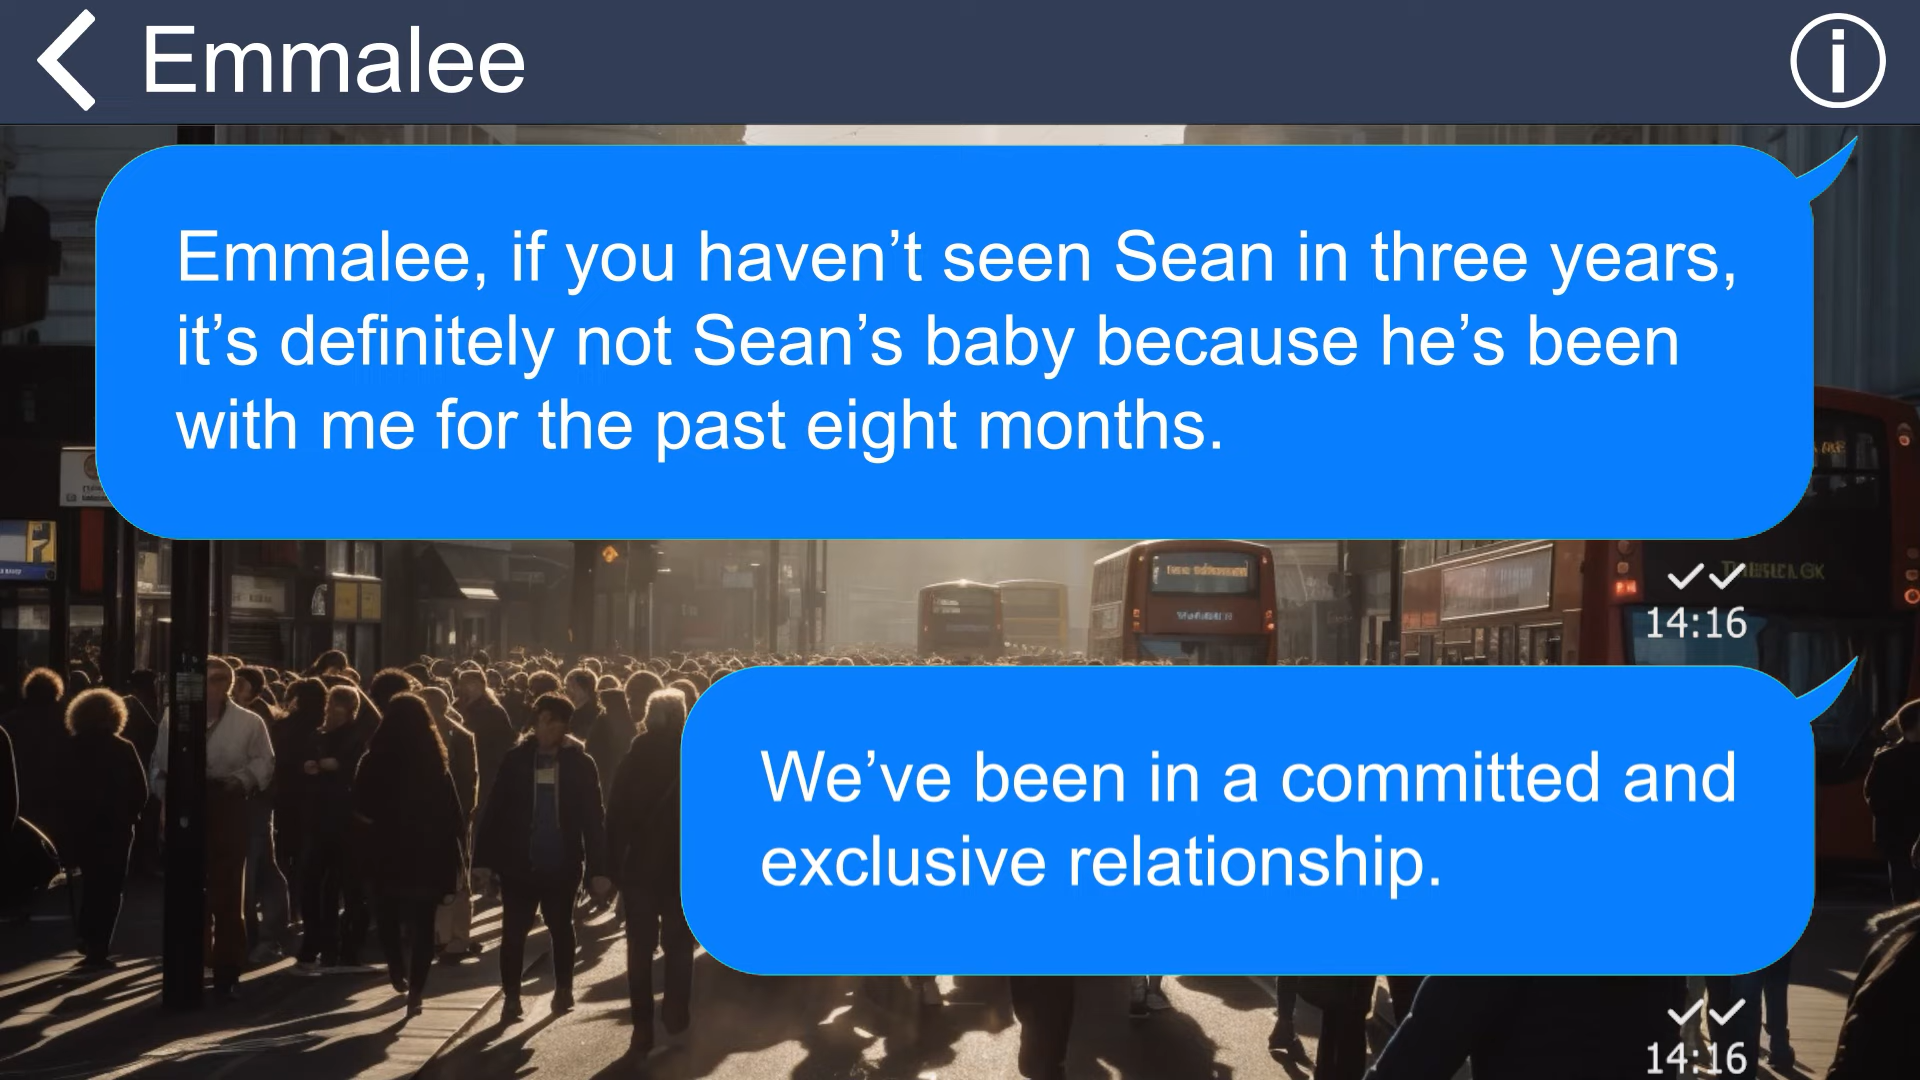 Emmalee
Emmalee, if you haven’t seen Sean in three years,
it’s definitely not Sean’s baby because he’s been
with me for the past eight months.
14:16
We’ve been in a committed and
exclusive relationship.
14:16